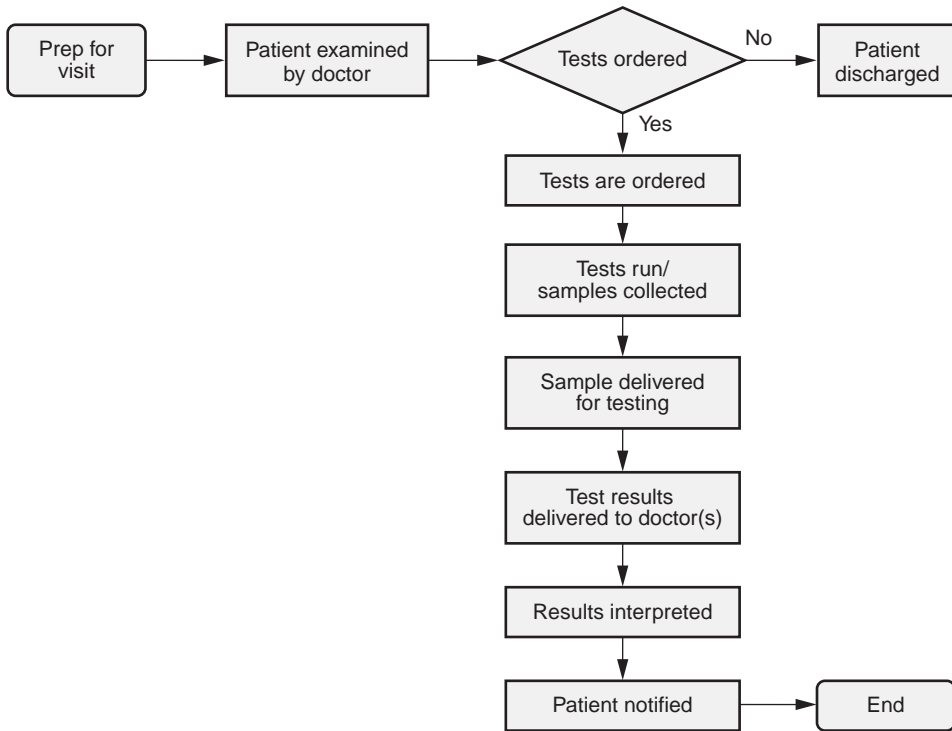 Prep for
visit
Patient examined
by doctor
Tests ordered
No
Patient
discharged
Yes
Tests are ordered
Tests run/
samples collected
Sample delivered
for testing
Test results
delivered to doctor(s)
Results interpreted
Patient notified
End